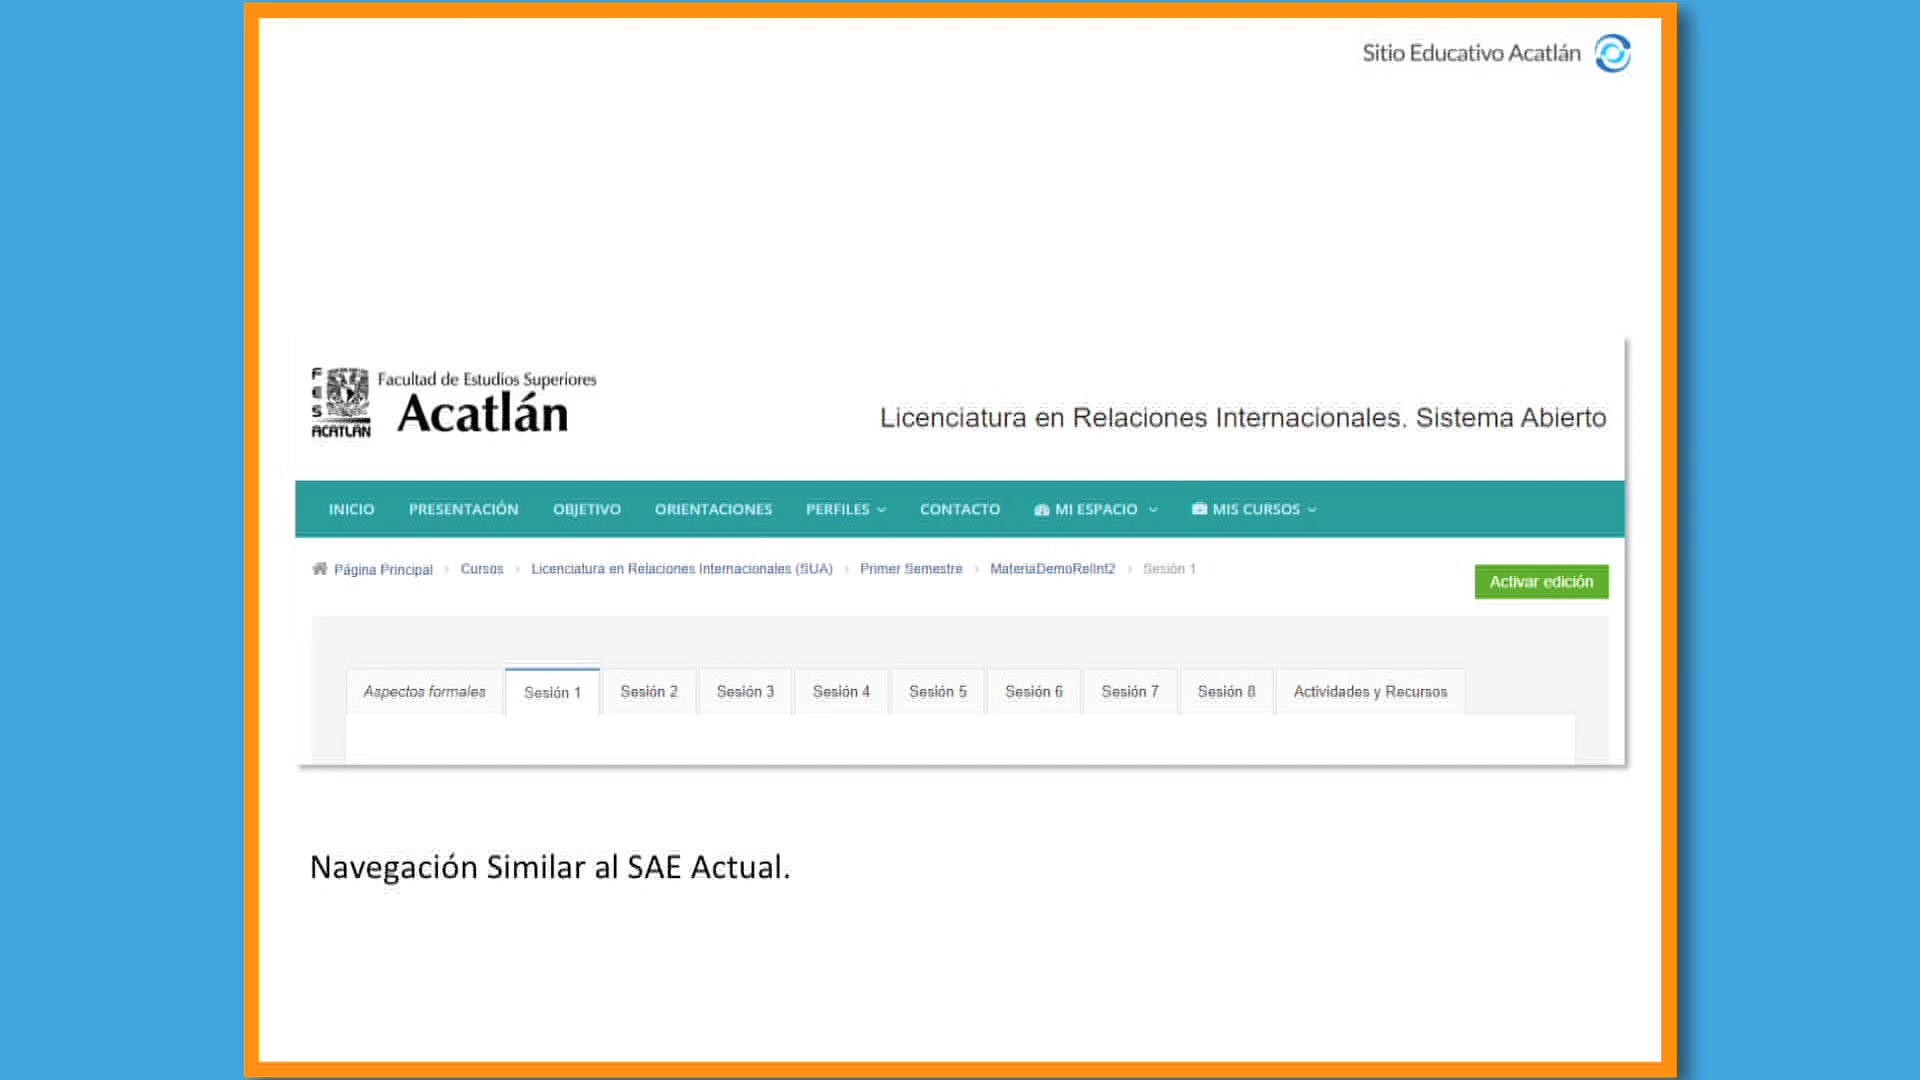 Sitio Educativo Acatlán
FES
ACATLÁN
Facultad de Estudios Superiores
Acatlán
Licenciatura en Relaciones Internacionales. Sistema Abierto
INICIO PRESENTACIÓN OBJETIVO ORIENTACIONES PERFILES CONTACTO MI ESPACIO MIS CURSOS
Página Principal Cursos Licenciatura en Relaciones Internacionales (SUA) Primer Semestre MateriaDemoRelInt2 Sesión 1
Activar edición
Aspectos formales Sesión 1 Sesión 2 Sesión 3 Sesión 4 Sesión 5 Sesión 6 Sesión 7 Sesión 8 Actividades y Recursos
Navegación Similar al SAE Actual.